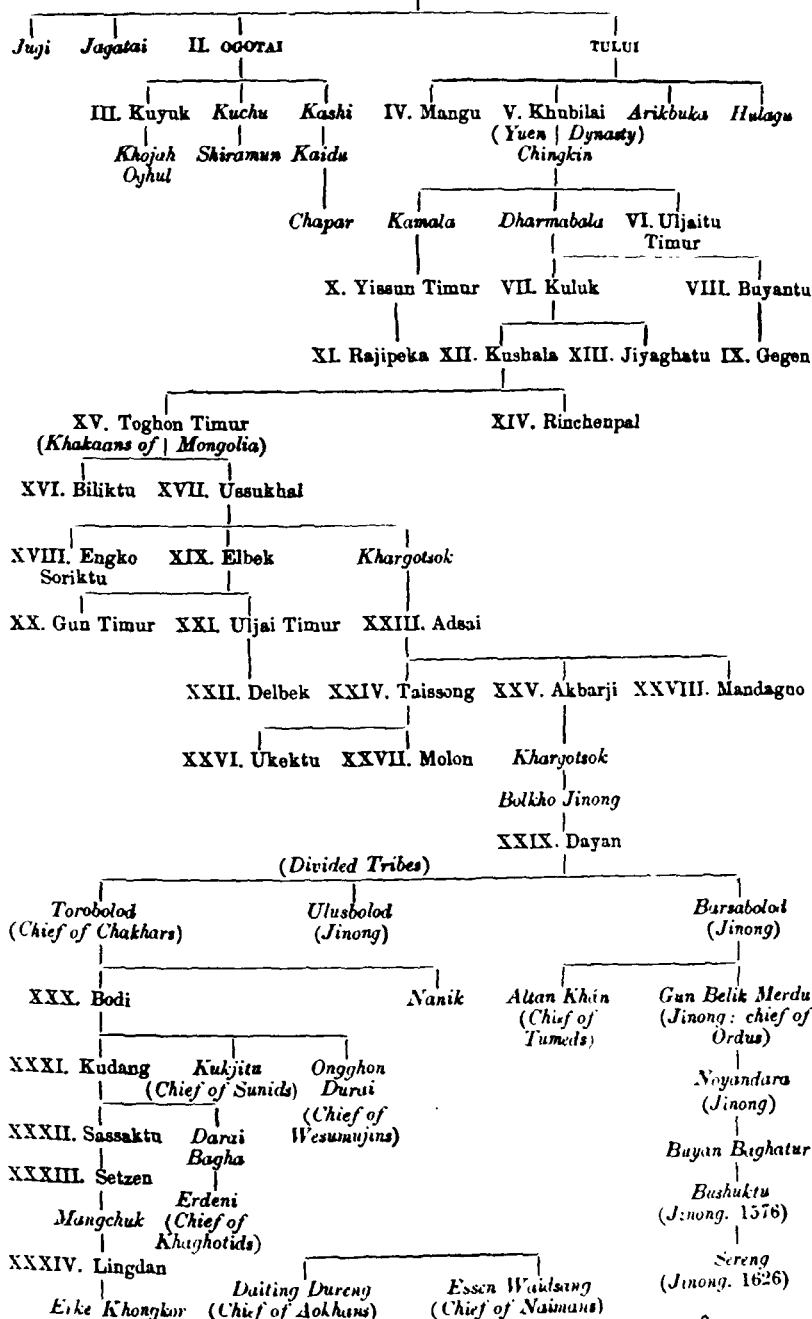 Jugi Jagatai II. OGOTAI TULUI
III. Kuyuk Kuchu Kashi IV. Mangu V. Khubilai Arikbuka Hulagu
(Yuen | Dynasty)
Khojah Shiramun Kaidu Chingkin
Oghul
Chapar Kamala Dharmabala VI. Uljaitu
Timur
X. Yissun Timur VII. Kuluk VIII. Buyantu
XI. Rajipeka XII. Kushala XIII. Jiyaghatu IX. Gegen
XV. Toghon Timur XIV. Rinchenpal
(Khakaans of | Mongolia)
XVI. Biliktu XVII. Ussukhal
XVIII. Engko XIX. Elbek Khargotsok
Soriktu
XX. Gun Timur XXI. Uljai Timur XXIII. Adsai
XXII. Delbek XXIV. Taissong XXV. Akbarji XXVIII. Mandagno
XXVI. Ukektu XXVII. Molon Khargotsok
Bolkho Jinong
XXIX. Dayan
(Divided Tribes)
Torobolod Ulusbolod Barsabolod
(Chief of Chakhars) (Jinong) (Jinong)
XXX. Bodi Nanik Altan Khán Gun Belik Merdu
(Chief of (Jinong: chief of
Tumeds) Ordus)
XXXI. Kudang Kukjitu Ongghon
(Chief of Sunids) Durai Noyandara
(Chief of (Jinong)
XXXII. Sassaktu Darai Wesumujins)
Bagha Buyan Baghatur
XXXIII. Setzen
Erdeni Bushuktu
Mangchuk (Chief of (Jinong. 1576)
Khaghotids)
XXXIV. Lingdan Sereng
Daiting Dureng Essen Waidsang (Jinong. 1626)
Erke Khongkor (Chief of Aokhans) (Chief of Naimans)